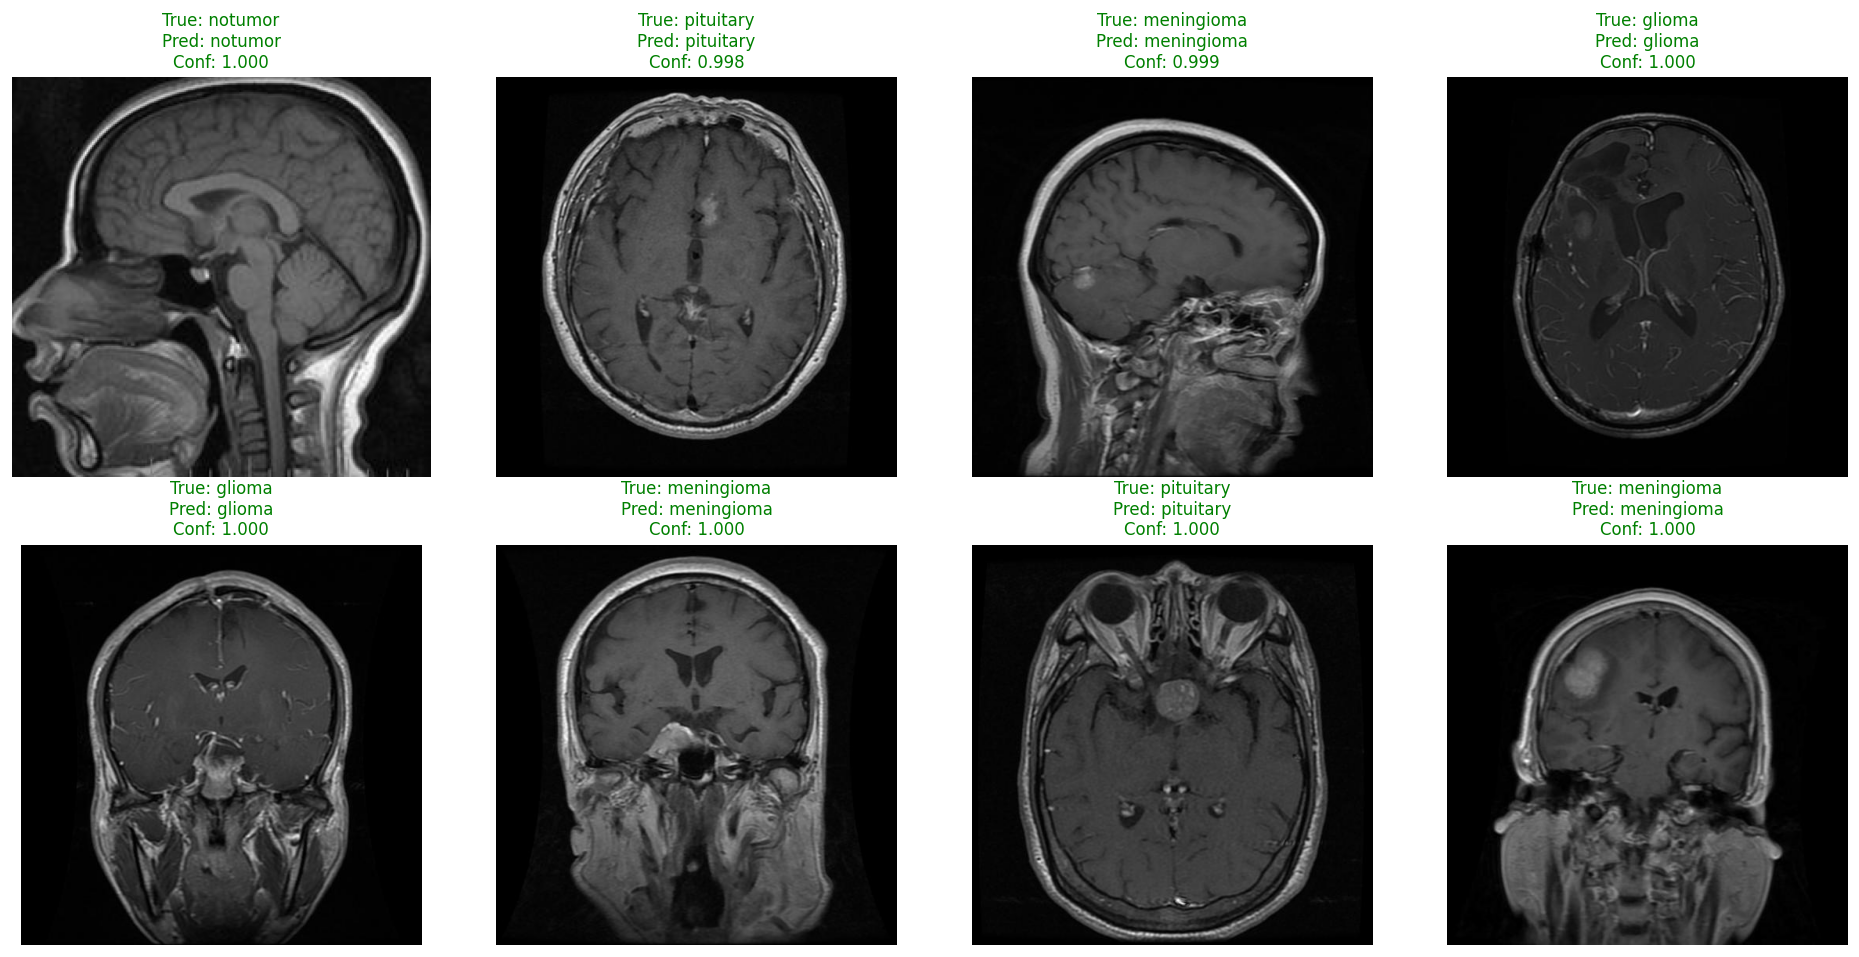 True: notumor
Pred: notumor
Conf: 1.000
True: pituitary
Pred: pituitary
Conf: 0.998
True: meningioma
Pred: meningioma
Conf: 0.999
True: glioma
Pred: glioma
Conf: 1.000
True: glioma
Pred: glioma
Conf: 1.000
True: meningioma
Pred: meningioma
Conf: 1.000
True: pituitary
Pred: pituitary
Conf: 1.000
True: meningioma
Pred: meningioma
Conf: 1.000